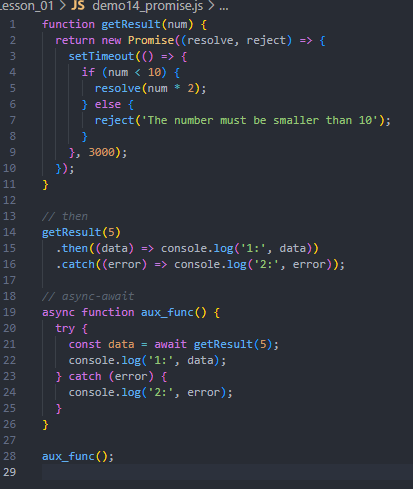 Lesson_01 > JS demo14_promise.js > ...
1 function getResult(num) {
2   return new Promise((resolve, reject) => {
3     setTimeout(() => {
4       if (num < 10) {
5         resolve(num * 2);
6       } else {
7         reject('The number must be smaller than 10');
8       }
9     }, 3000);
10   });
11 }
12
13 // then
14 getResult(5)
15   .then((data) => console.log('1:', data))
16   .catch((error) => console.log('2:', error));
17
18 // async-await
19 async function aux_func() {
20   try {
21     const data = await getResult(5);
22     console.log('1:', data);
23   } catch (error) {
24     console.log('2:', error);
25   }
26 }
27
28 aux_func();
29